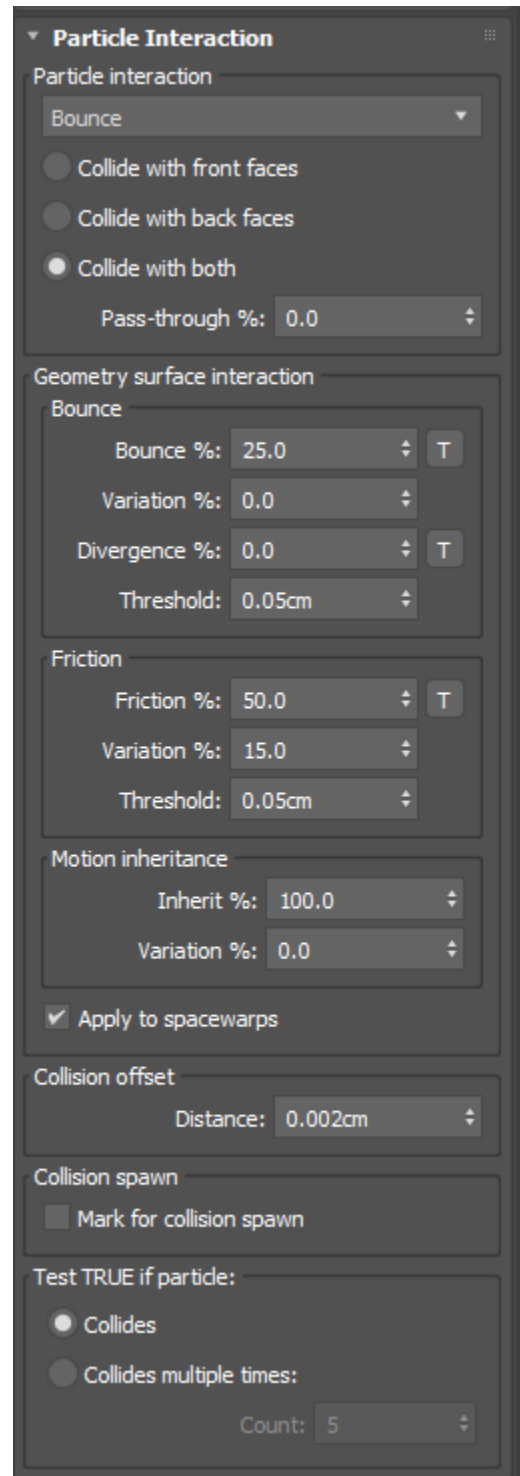 Particle Interaction
Particle interaction
Bounce
Collide with front faces
Collide with back faces
Collide with both
Pass-through %: 0.0
Geometry surface interaction
Bounce
Bounce %: 25.0 T
Variation %: 0.0
Divergence %: 0.0 T
Threshold: 0.05cm
Friction
Friction %: 50.0 T
Variation %: 15.0
Threshold: 0.05cm
Motion inheritance
Inherit %: 100.0
Variation %: 0.0
Apply to spacewarps
Collision offset
Distance: 0.002cm
Collision spawn
Mark for collision spawn
Test TRUE if particle:
Collides
Collides multiple times:
Count: 5